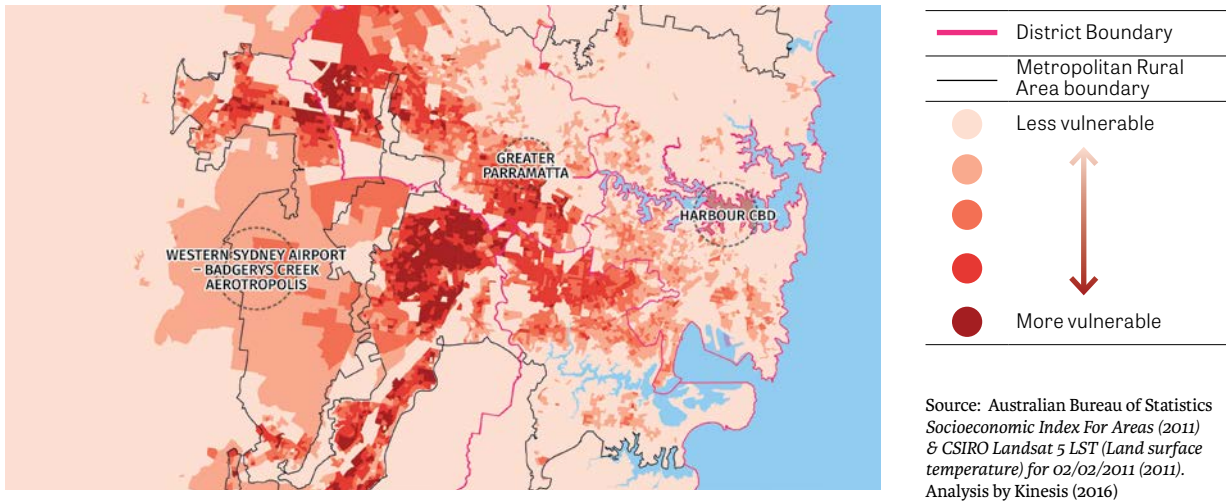 GREATER
PARRAMATTA
HARBOUR CBD
WESTERN SYDNEY AIRPORT
– BADGERYS CREEK
AEROTROPOLIS
District Boundary
Metropolitan Rural
Area boundary
Less vulnerable
More vulnerable
Source: Australian Bureau of Statistics
Socioeconomic Index For Areas (2011)
& CSIRO Landsat 5 LST (Land surface
temperature) for 02/02/2011 (2011).
Analysis by Kinesis (2016)